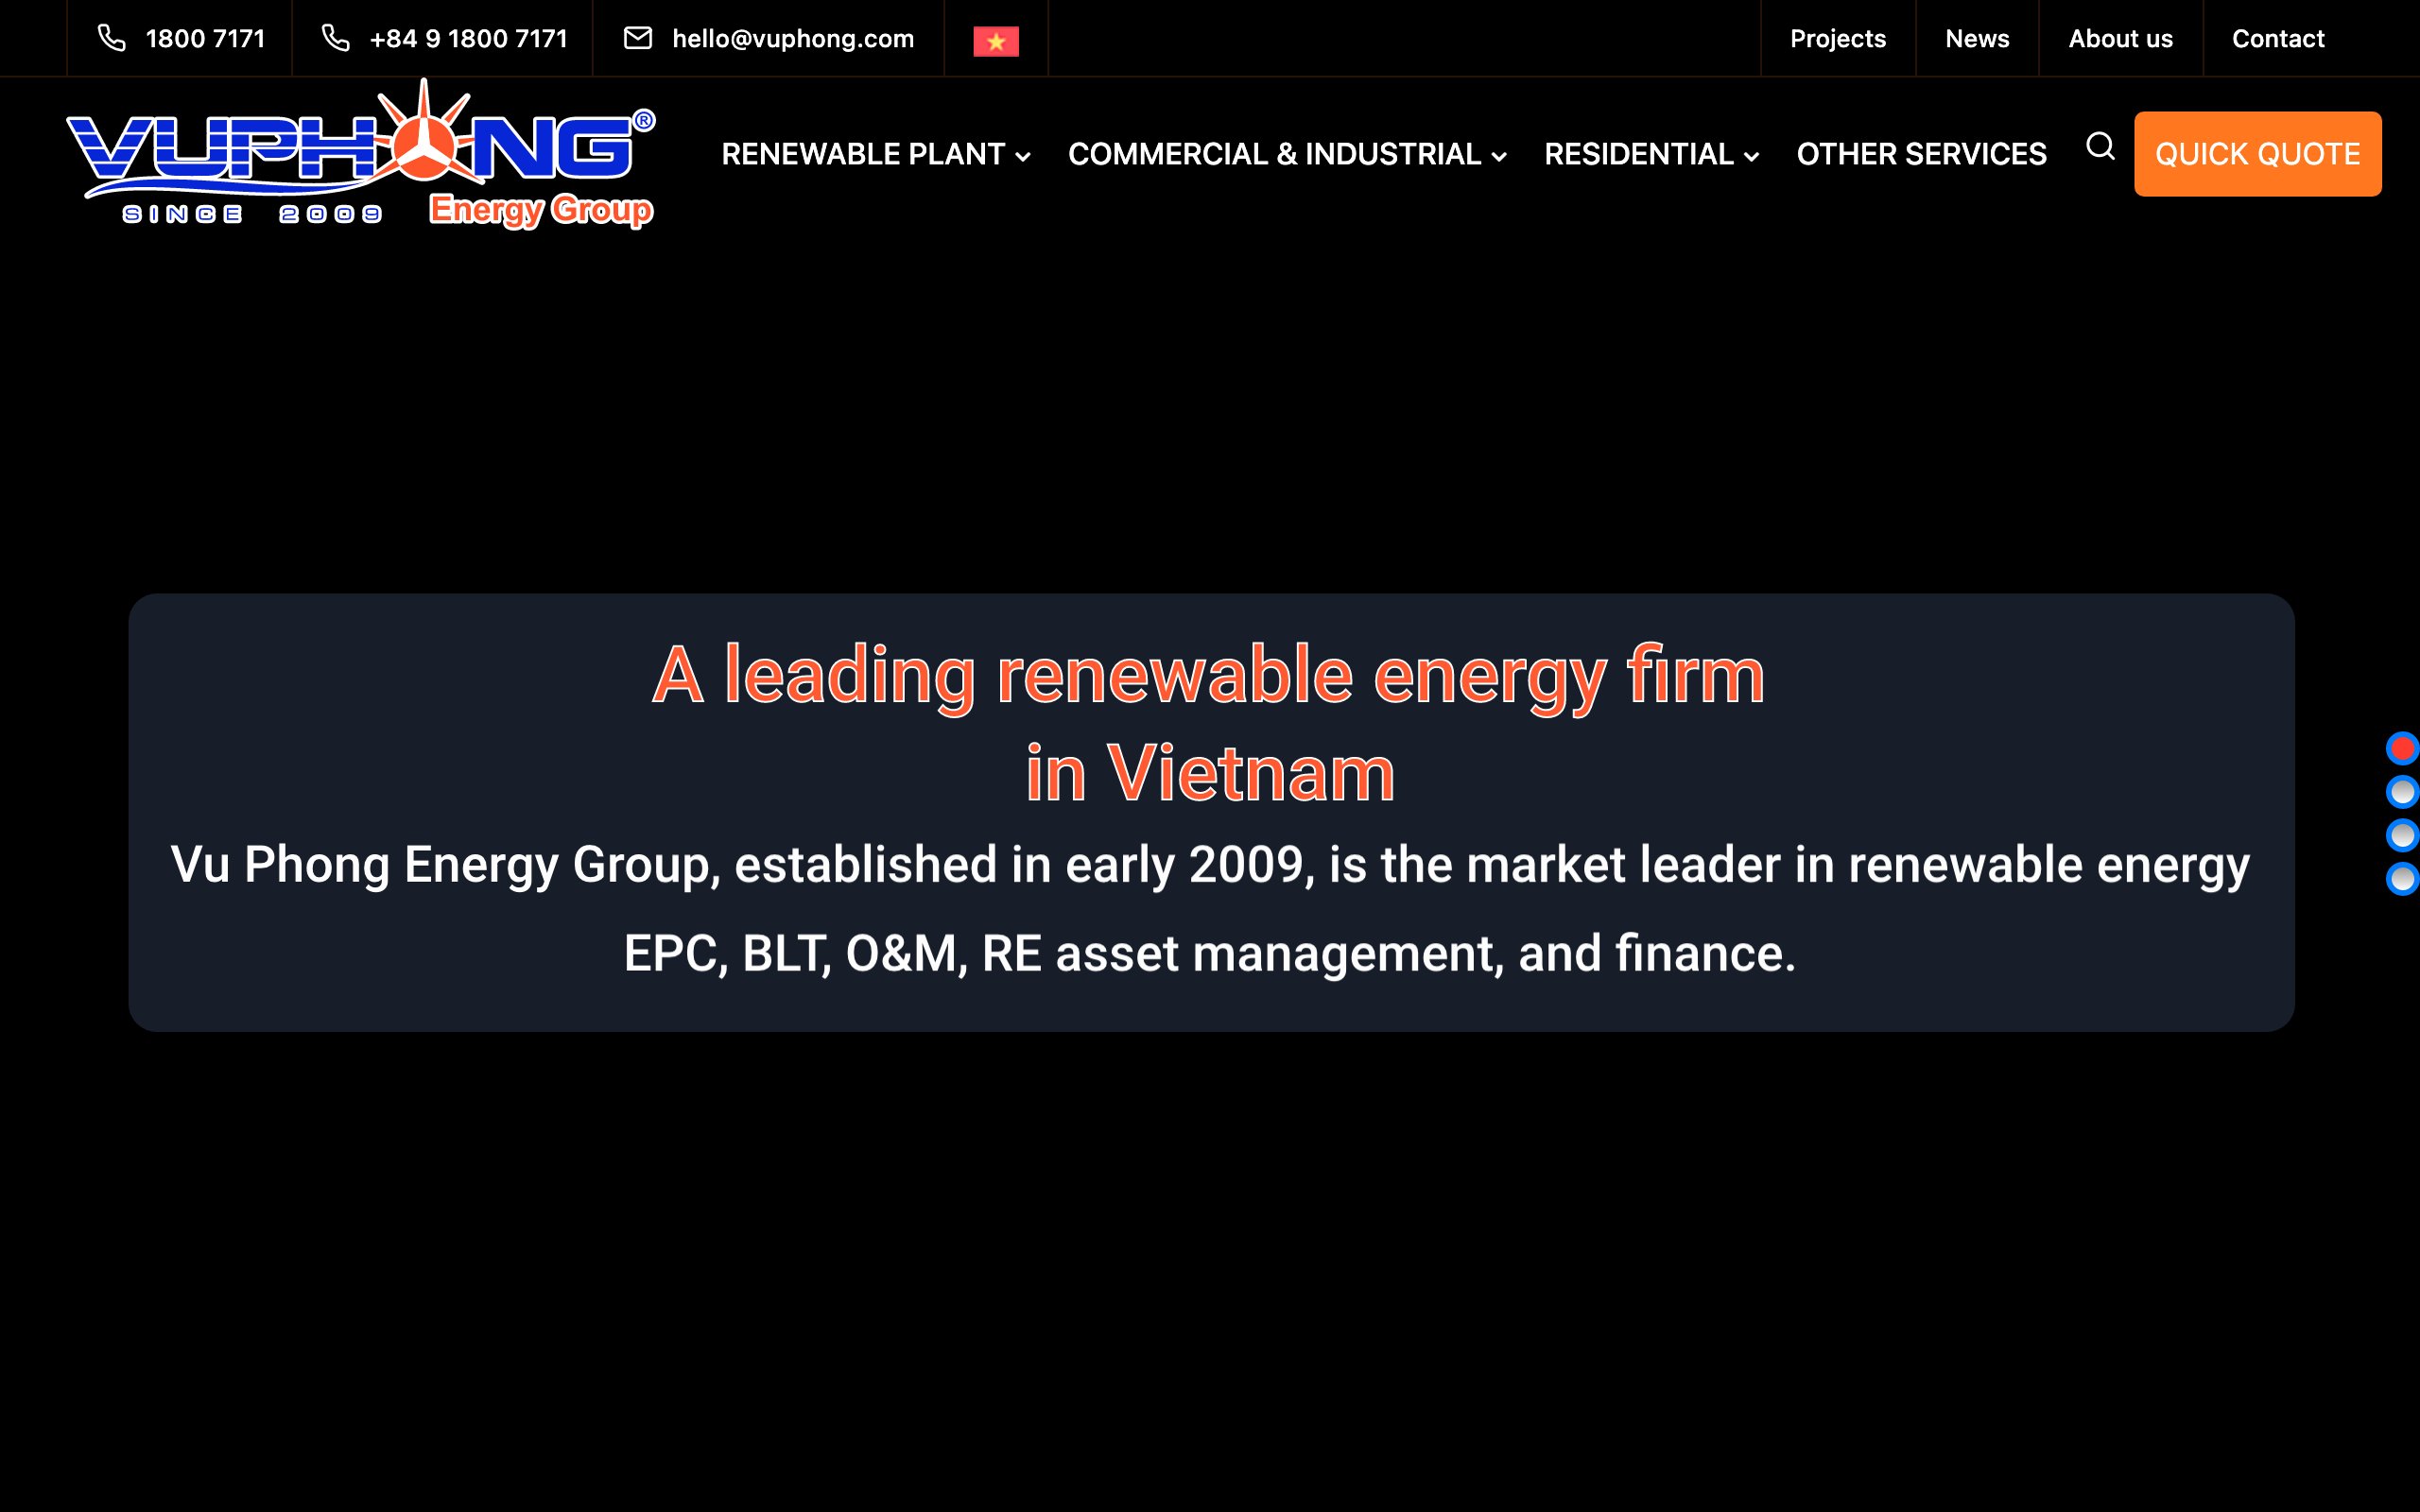 1800 7171
+84 9 1800 7171
hello@vuphong.com
Projects
News
About us
Contact
VUPHONG®
SINCE 2009
Energy Group
RENEWABLE PLANT
COMMERCIAL & INDUSTRIAL
RESIDENTIAL
OTHER SERVICES
QUICK QUOTE
A leading renewable energy firm
in Vietnam
Vu Phong Energy Group, established in early 2009, is the market leader in renewable energy
EPC, BLT, O&M, RE asset management, and finance.